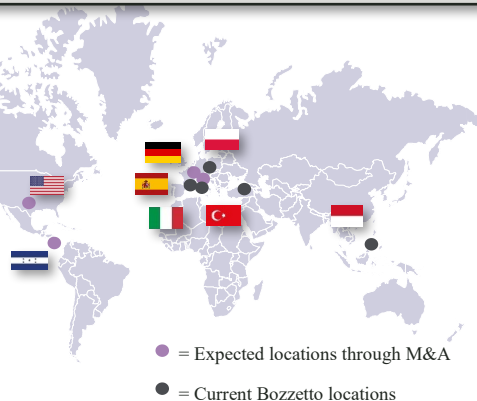 = Expected locations through M&A
= Current Bozzetto locations